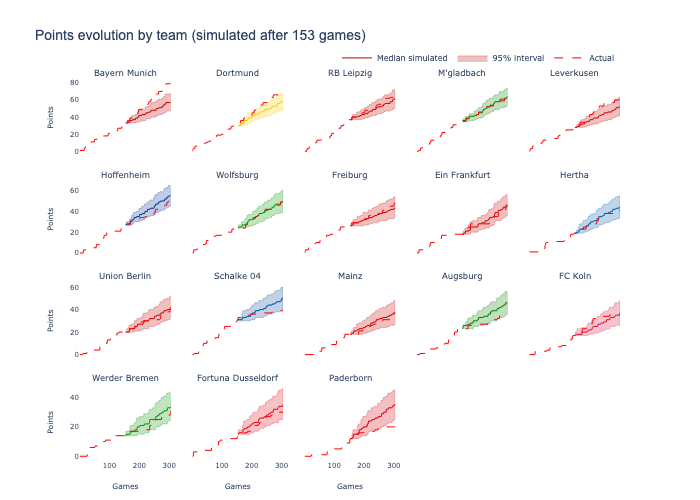 Points evolution by team (simulated after 153 games)
Median simulated 95% interval Actual
Bayern Munich Dortmund RB Leipzig M'gladbach Leverkusen
80
60
40
20
0
Points
Hoffenheim Wolfsburg Freiburg Ein Frankfurt Hertha
60
40
20
0
Points
Union Berlin Schalke 04 Mainz Augsburg FC Koln
60
40
20
0
Points
Werder Bremen Fortuna Dusseldorf Paderborn
40
20
0
Points
100 200 300 100 200 300 100 200 300
Games Games Games